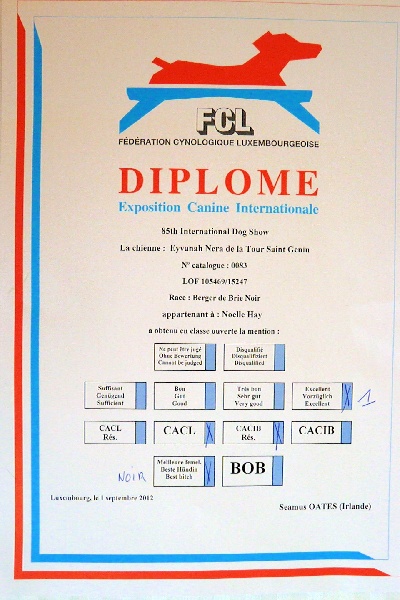 FCL
FÉDÉRATION CYNOLOGIQUE LUXEMBOURGEOISE
DIPLOME
Exposition Canine Internationale
85th International Dog Show
La chienne : Eyvanah Nera de la Tour Saint Genin
N° catalogue : 0083
LOF 105469/15247
Race : Berger de Brie Noir
appartenant à : Noelle Hay
a obtenu en classe ouverte la mention :
Ne peut être jugé
Ohne Bewertung
Cannot be judged
Disqualifié
Disqualifiziert
Disqualified
Suffisant
Genügend
Sufficient
Bon
Gut
Good
Très bon
Sehr gut
Very good
Excellent
Vorzüglich
Excellent
X 1
CACL
Rés.
CACL
X
CACIB
Rés.
X
CACIB
NOIR
Meilleure femel.
Beste Hündin
Best bitch
X
BOB
Luxembourg, le 1 septembre 2012
Seamus OATES (Irlande)